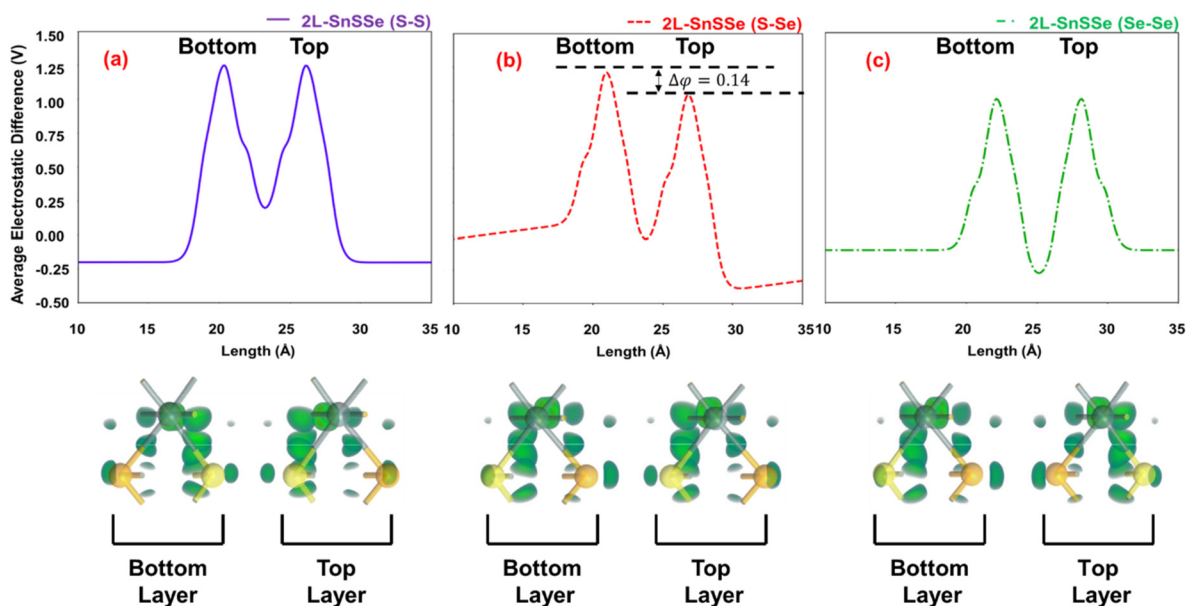 2L-SnSSe (S-S)
2L-SnSSe (S-Se)
2L-SnSSe (Se-Se)
Average Electrostatic Difference (V)
1.50
1.25
1.00
0.75
0.50
0.25
0.00
-0.25
-0.50
(a)
Bottom Top
(b)
Bottom Top
Δφ = 0.14
(c)
Bottom Top
10 15 20 25 30 35
Length (Å)
10 15 20 25 30 35
Length (Å)
10 15 20 25 30 35
Length (Å)
Bottom Top Bottom Top Bottom Top
Layer Layer Layer Layer Layer Layer